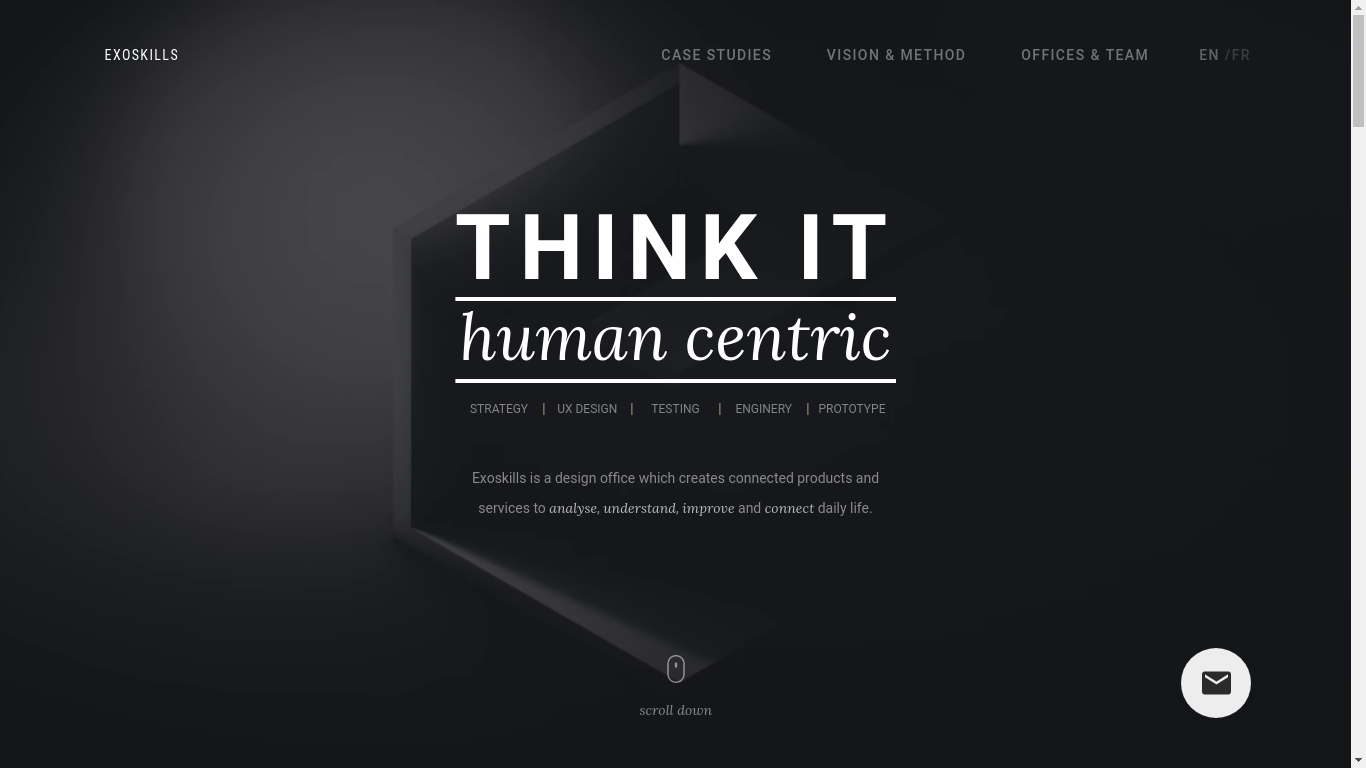 EXOSKILLS
CASE STUDIES
VISION & METHOD
OFFICES & TEAM
EN /FR
THINK IT
human centric
STRATEGY | UX DESIGN | TESTING | ENGINERY | PROTOTYPE
Exoskills is a design office which creates connected products and
services to analyse, understand, improve and connect daily life.
scroll down